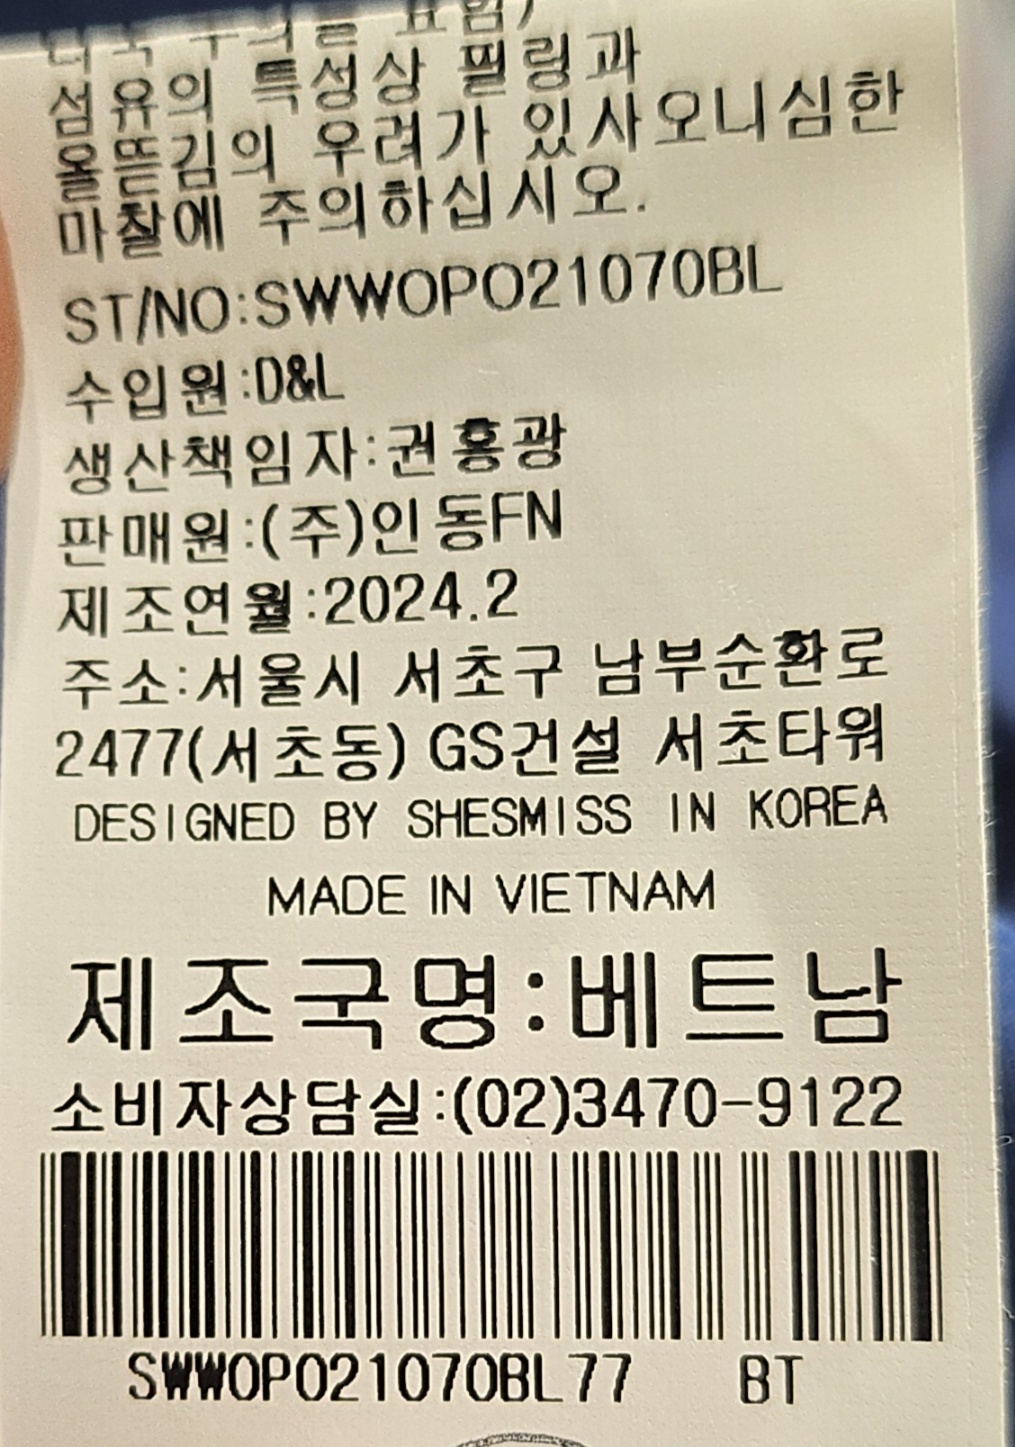 섬유의 특성상 필링과
올뜯김의 우려가 있사오니심한
마찰에 주의하십시오.
ST/NO:SWWOPO21070BL
수입원:D&L
생산책임자:권흥광
판매원:(주)인동FN
제조연월:2024.2
주소:서울시 서초구 남부순환로
2477(서초동) GS건설 서초타워
DESIGNED BY SHESMISS IN KOREA
MADE IN VIETNAM
제조국명:베트남
소비자상담실:(02)3470-9122
SWWOPO21070BL77 BT